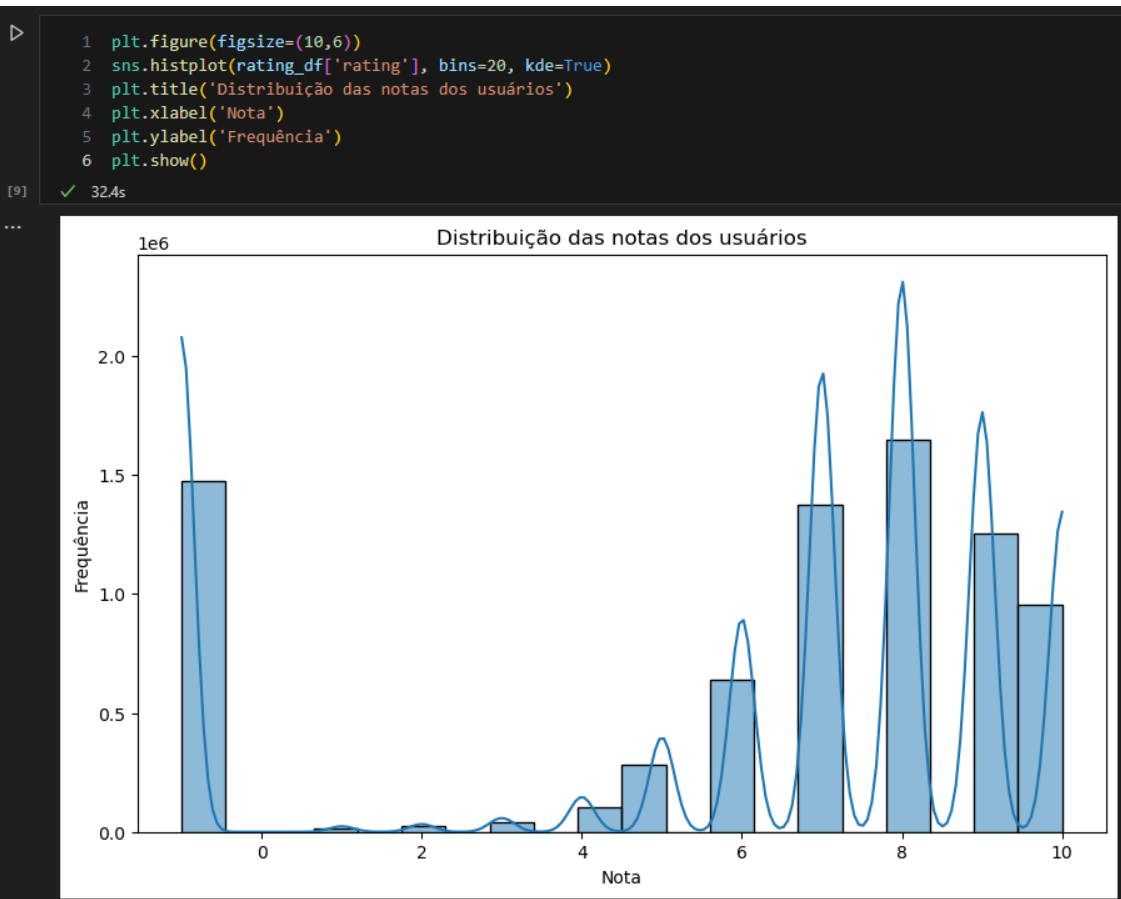 1 plt.figure(figsize=(10,6))
2 sns.histplot(rating_df['rating'], bins=20, kde=True)
3 plt.title('Distribuição das notas dos usuários')
4 plt.xlabel('Nota')
5 plt.ylabel('Frequência')
6 plt.show()
[9] ✓ 32.4s
...
Distribuição das notas dos usuários
1e6
2.0
1.5
1.0
0.5
0.0
Frequência
0 2 4 6 8 10
Nota